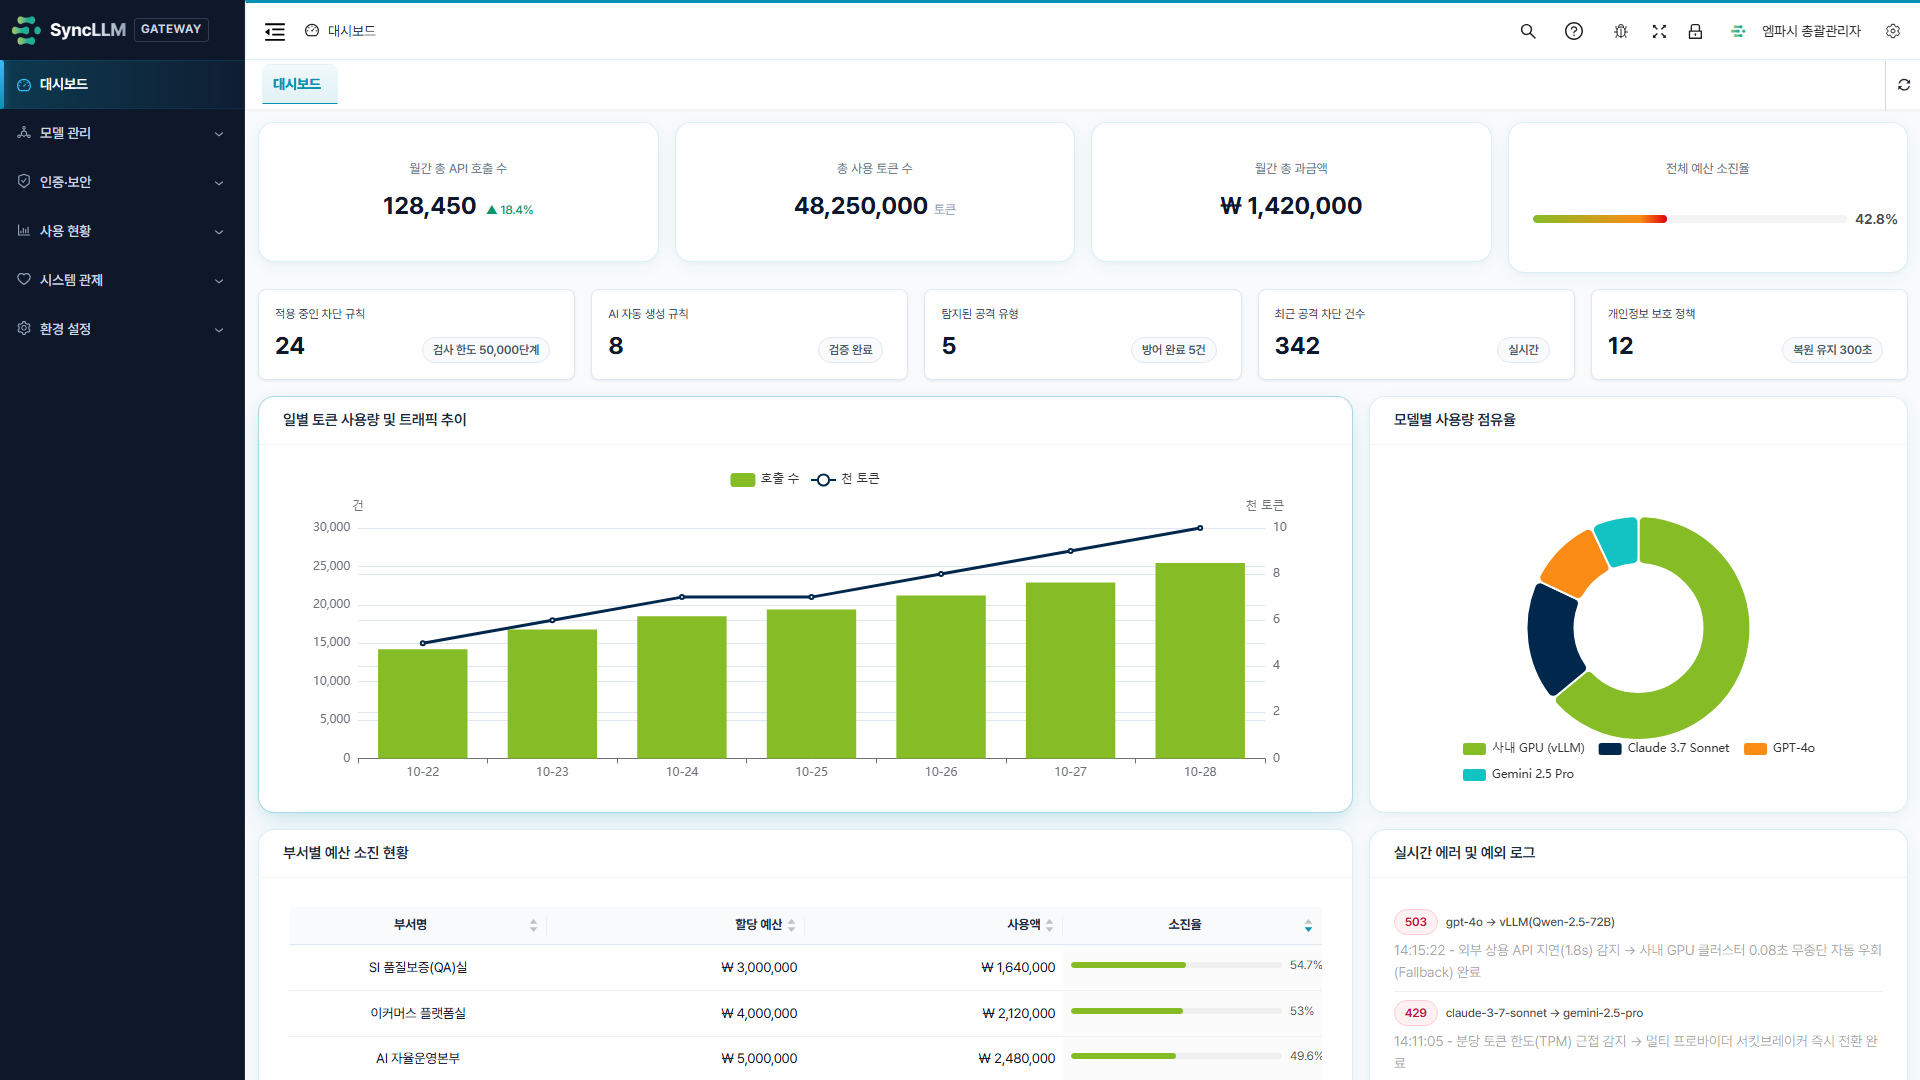 SyncLLM GATEWAY
대시보드
모델 관리
인증·보안
사용 현황
시스템 관제
환경 설정
대시보드
엠파시 총괄관리자
대시보드
월간 총 API 호출 수
128,450 ▲ 18.4%
총 사용 토큰 수
48,250,000 토큰
월간 총 과금액
₩ 1,420,000
전체 예산 소진율
42.8%
적용 중인 차단 규칙
24
검사 한도 50,000단계
AI 자동 생성 규칙
8
검증 완료
탐지된 공격 유형
5
방어 완료 5건
최근 공격 차단 건수
342
실시간
개인정보 보호 정책
12
복원 유지 300초
일별 토큰 사용량 및 트래픽 추이
호출 수
천 토큰
건
천 토큰
30,000
25,000
20,000
15,000
10,000
5,000
0
10
8
6
4
2
0
10-22
10-23
10-24
10-25
10-26
10-27
10-28
모델별 사용량 점유율
사내 GPU (vLLM)
Claude 3.7 Sonnet
GPT-4o
Gemini 2.5 Pro
부서별 예산 소진 현황
부서명 할당 예산 사용액 소진율
SI 품질보증(QA)실 ₩ 3,000,000 ₩ 1,640,000 54.7%
이커머스 플랫폼실 ₩ 4,000,000 ₩ 2,120,000 53%
AI 자율운영본부 ₩ 5,000,000 ₩ 2,480,000 49.6%
실시간 에러 및 예외 로그
503 gpt-4o → vLLM(Qwen-2.5-72B)
14:15:22 - 외부 상용 API 지연(1.8s) 감지 → 사내 GPU 클러스터 0.08초 무중단 자동 우회
(Fallback) 완료
429 claude-3-7-sonnet → gemini-2.5-pro
14:11:05 - 분당 토큰 한도(TPM) 근접 감지 → 멀티 프로바이더 서킷브레이커 즉시 전환 완
료